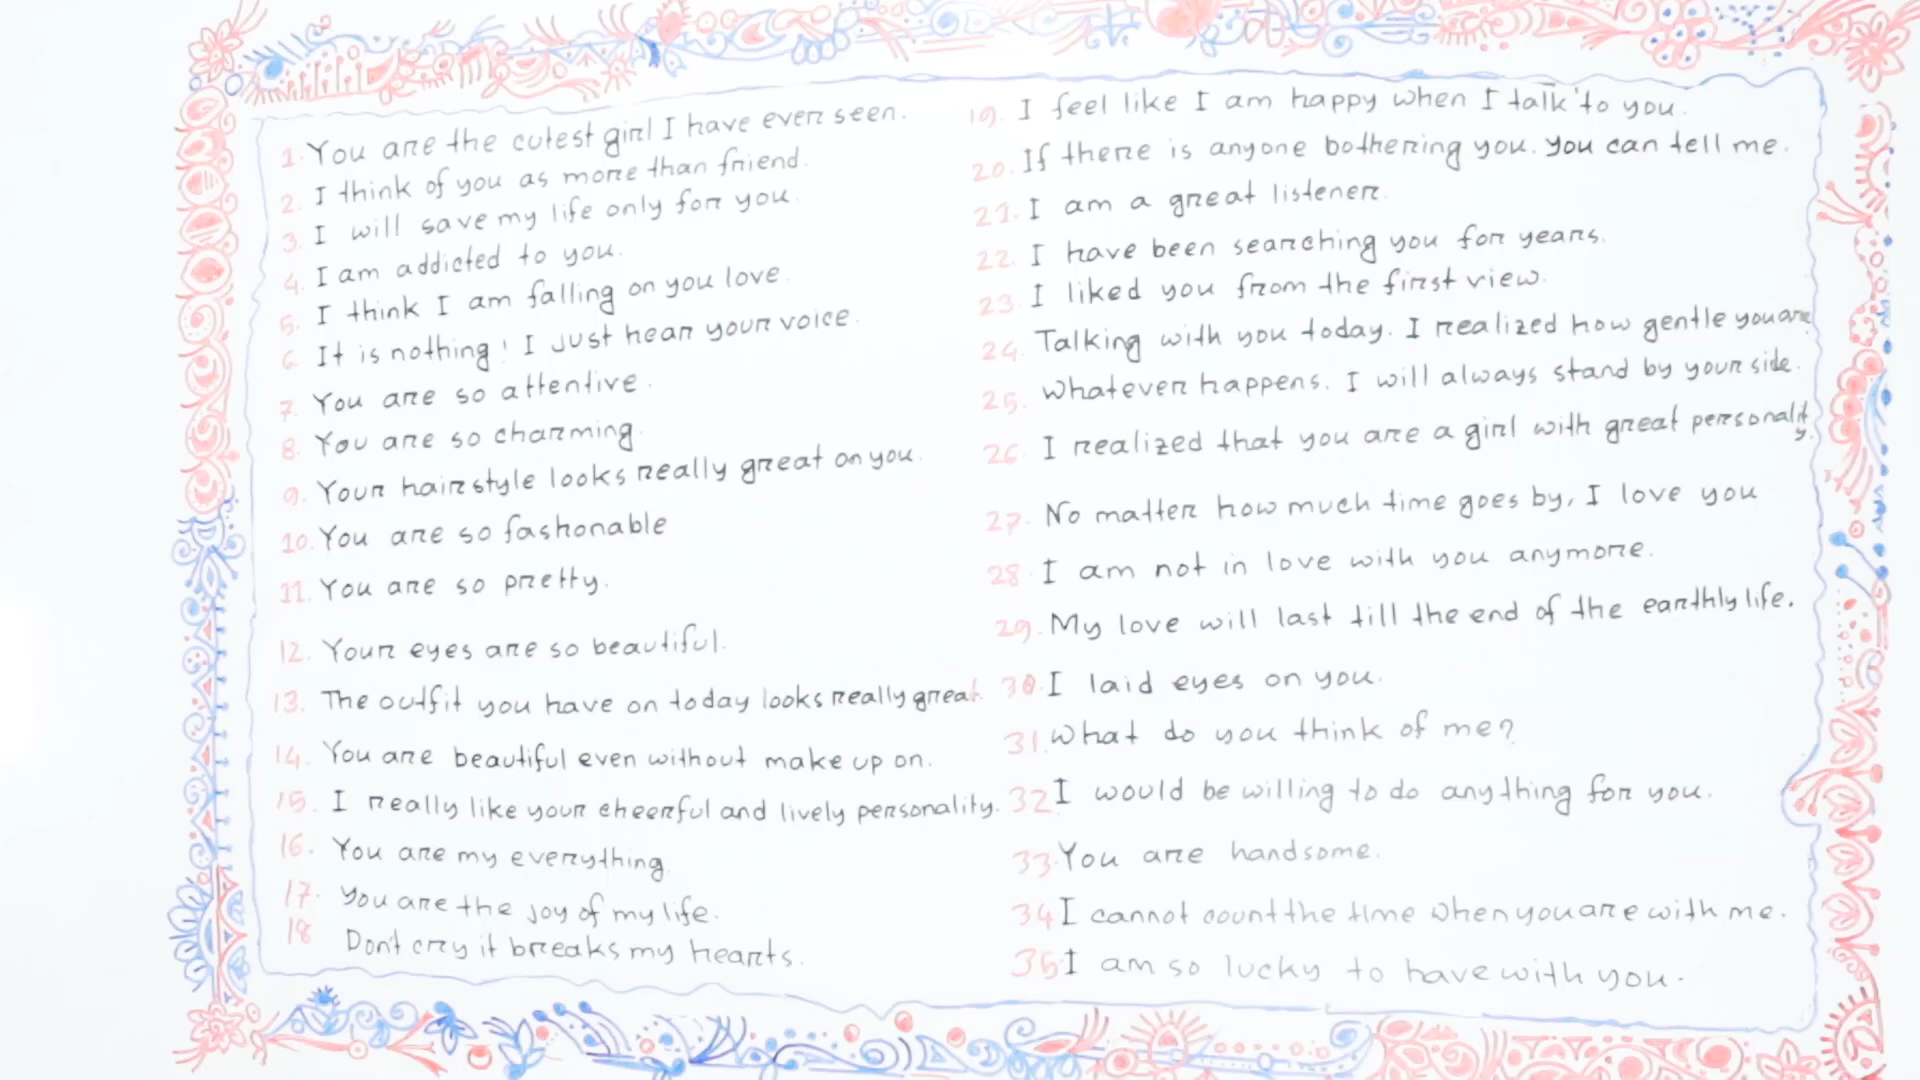 1. You are the cutest girl I have ever seen.
2. I think of you as more than friend.
3. I will save my life only for you.
4. I am addicted to you.
5. I think I am falling on you love.
6. It is nothing! I just hear your voice.
7. You are so attentive.
8. You are so charming.
9. Your hairstyle looks really great on you.
10. You are so fashonable
11. You are so pretty.
12. Your eyes are so beautiful.
13. The outfit you have on today looks really great.
14. You are beautiful even without make up on.
15. I really like your cheerful and lively personality.
16. You are my everything.
17. You are the joy of my life.
18 Don't cry it breaks my hearts.
19. I feel like I am happy when I talk to you.
20. If there is anyone bothering you. You can tell me.
21. I am a great listener.
22. I have been searching you for years.
23. I liked you from the first view.
24. Talking with you today. I realized how gentle you are.
25. Whatever happens. I will always stand by your side.
26. I realized that you are a girl with great personality.
27. No matter how much time goes by, I love you
28. I am not in love with you anymore.
29. My love will last till the end of the earthly life.
30. I laid eyes on you.
31. What do you think of me?
32 I would be willing to do anything for you.
33. You are handsome.
34 I cannot count the time when you are with me.
35 I am so lucky to have with you.